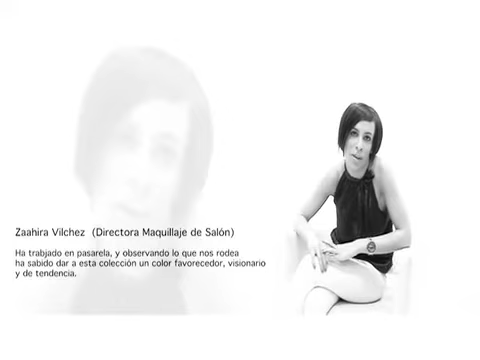 Zaahira Vilchez (Directora Maquillaje de Salón)
Ha trabjado en pasarela, y observando lo que nos rodea
ha sabido dar a esta colección un color favorecedor, visionario
y de tendencia.